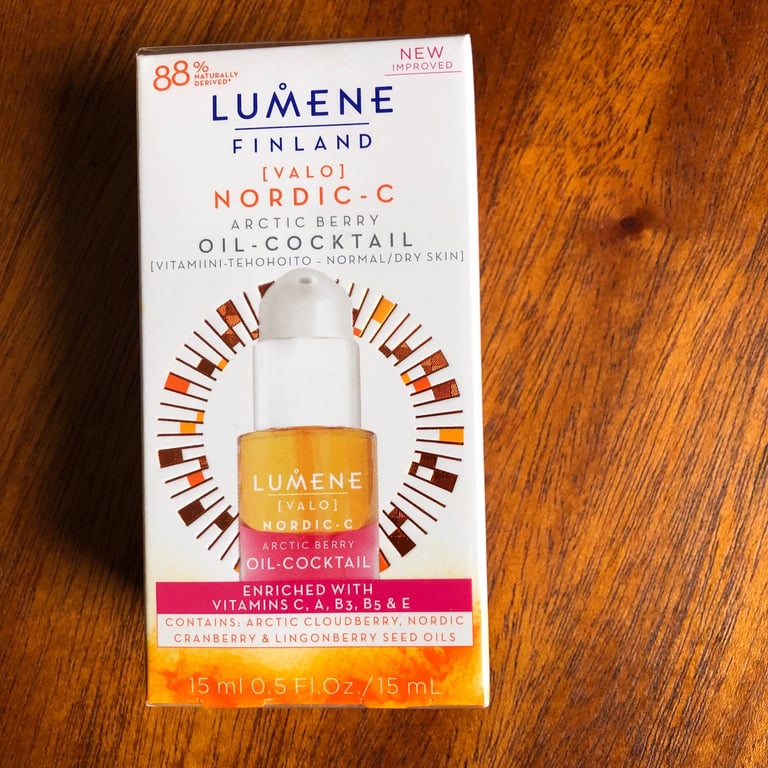 88%
NATURALLY
DERIVED*
NEW
IMPROVED
LUMENE
FINLAND
[VALO]
NORDIC-C
ARCTIC BERRY
OIL-COCKTAIL
[VITAMIINI-TEHOHOITO - NORMAL/DRY SKIN]
LUMENE
[VALO]
NORDIC-C
ARCTIC BERRY
OIL-COCKTAIL
ENRICHED WITH
VITAMINS C, A, B3, B5 & E
CONTAINS: ARCTIC CLOUDBERRY, NORDIC
CRANBERRY & LINGONBERRY SEED OILS
15 ml 0.5 Fl.Oz./15 mL